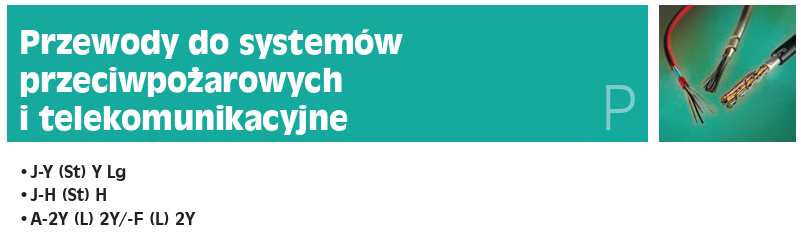 Przewody do systemów
przeciwpożarowych
i telekomunikacyjne
P
• J-Y (St) Y Lg
• J-H (St) H
• A-2Y (L) 2Y/-F (L) 2Y